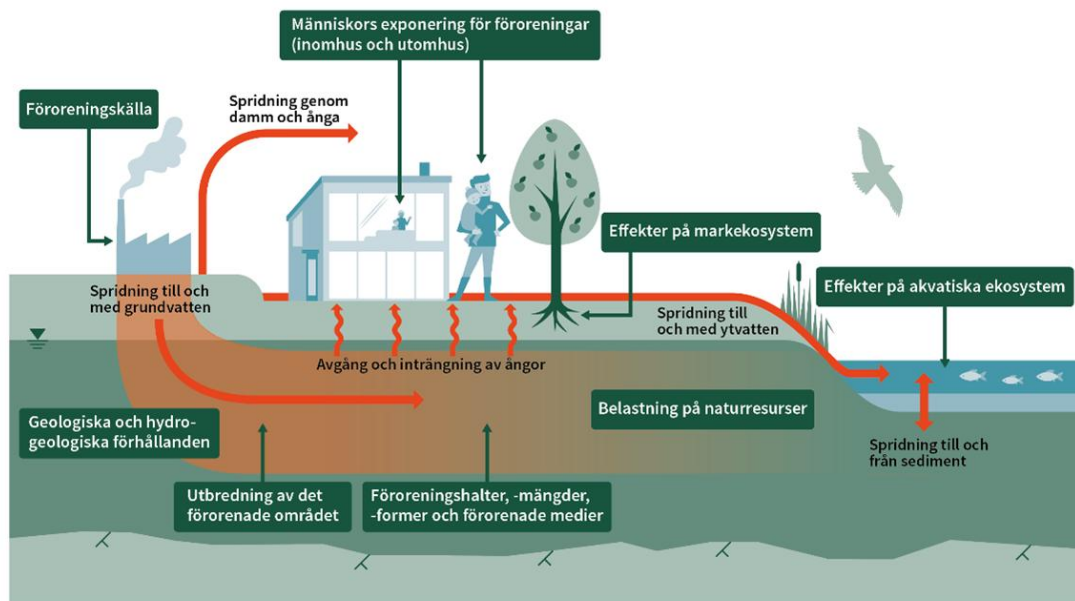 Människors exponering för föroreningar
(inomhus och utomhus)
Föroreningskälla
Spridning genom
damm och ånga
Effekter på markekosystem
Effekter på akvatiska ekosystem
Spridning till och
med grundvatten
Spridning till
och med ytvatten
Avgång och inträngning av ångor
Geologiska och hydro-
geologiska förhållanden
Belastning på naturresurser
Spridning till och
från sediment
Utbredning av det
förorenade området
Föroreningshalter, -mängder,
-former och förorenade medier